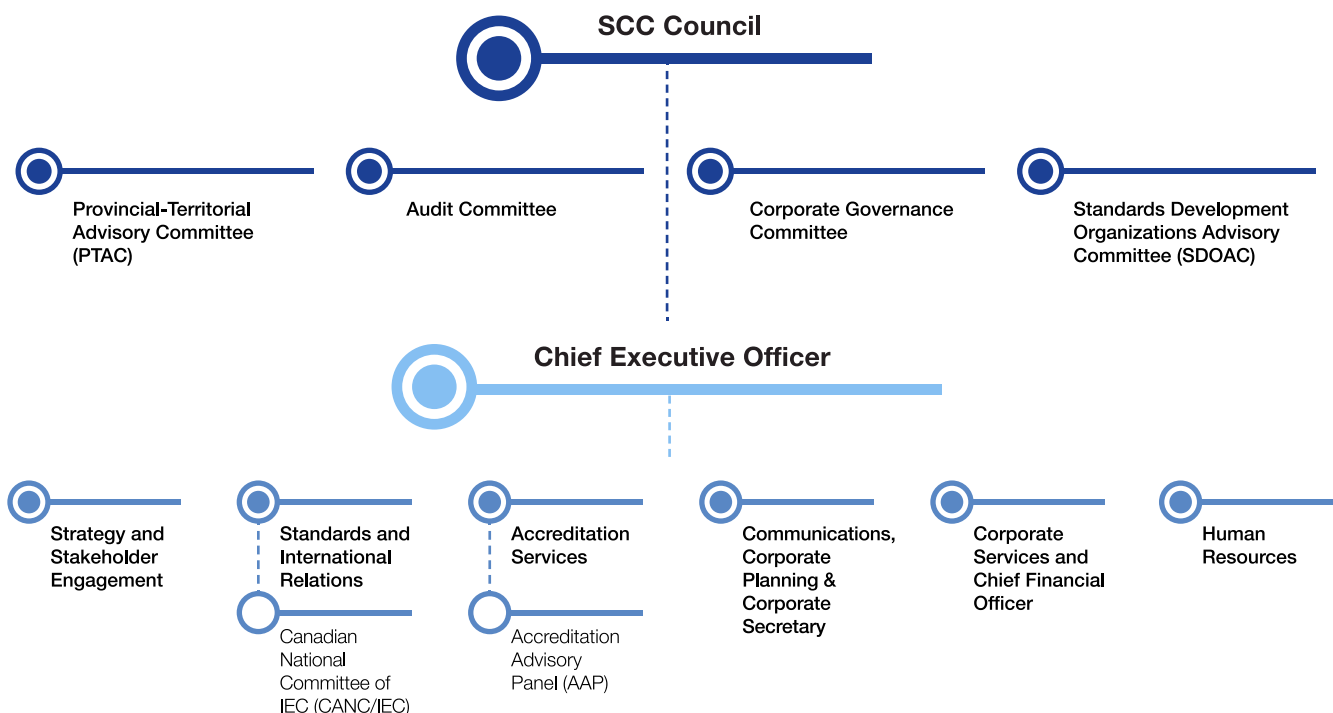 SCC Council
Provincial-Territorial
Advisory Committee
(PTAC)
Audit Committee
Corporate Governance
Committee
Standards Development
Organizations Advisory
Committee (SDOAC)
Chief Executive Officer
Strategy and
Stakeholder
Engagement
Standards and
International
Relations
Canadian
National
Committee of
IEC (CANC/IEC)
Accreditation
Services
Accreditation
Advisory
Panel (AAP)
Communications,
Corporate
Planning &
Corporate
Secretary
Corporate
Services and
Chief Financial
Officer
Human
Resources